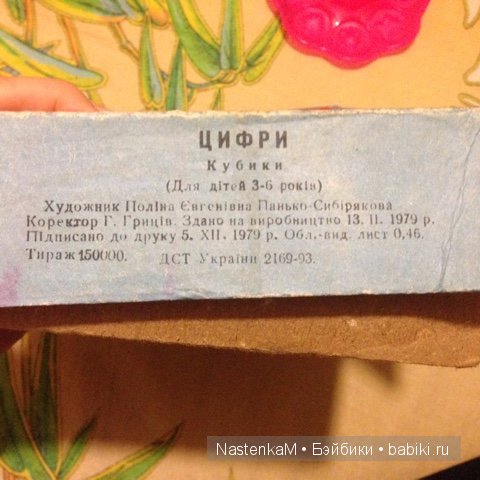 ЦИФРИ
Кубики
(Для дітей 3-6 років)
Художник Поліна Євгенівна Панько-Сибірякова
Коректор Г. Гриців. Здано на виробництво 13. II. 1979 р.
Підписано до друку 5. XII. 1979 р. Обл.-вид. лист 0,46.
Тираж 150000. ДСТ України 2169-93.
NastenkaM • Бэйбики • babiki.ru